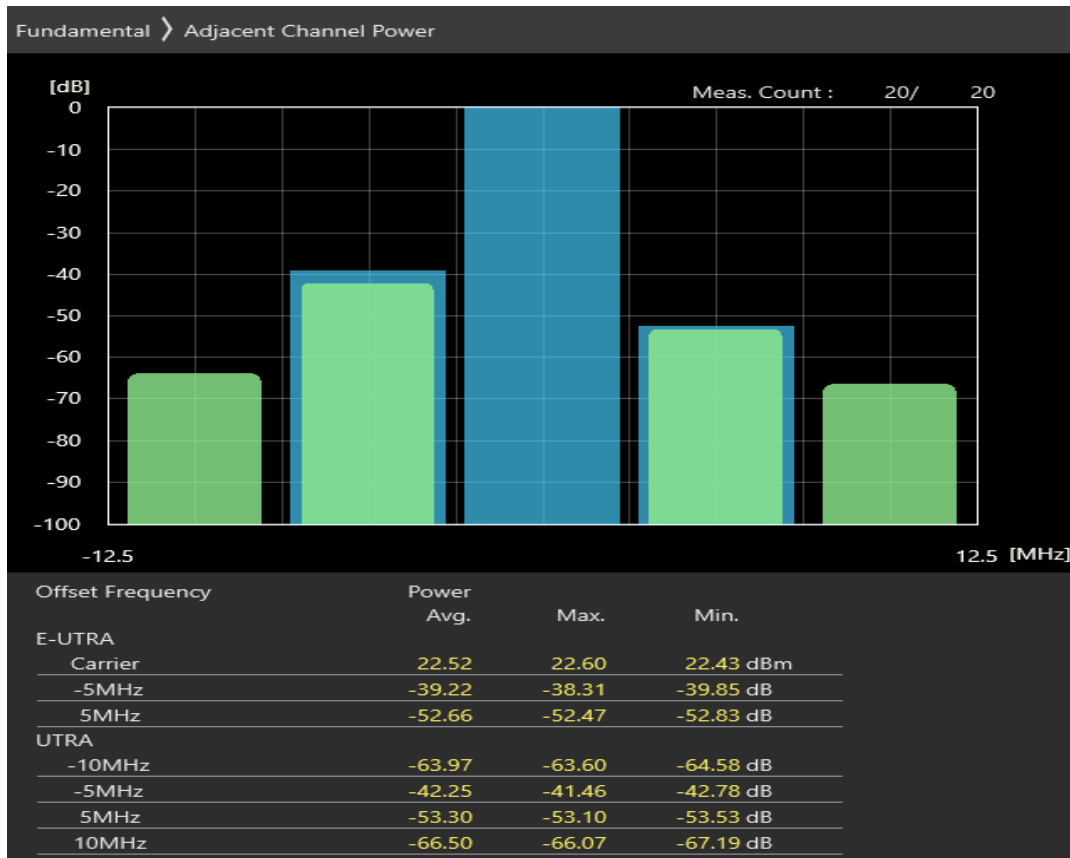 Fundamental 〉 Adjacent Channel Power
[dB]
Meas. Count : 20/ 20
0
-10
-20
-30
-40
-50
-60
-70
-80
-90
-100
-12.5 12.5 [MHz]
Offset Frequency Power
Avg. Max. Min.
E-UTRA
Carrier 22.52 22.60 22.43 dBm
-5MHz -39.22 -38.31 -39.85 dB
5MHz -52.66 -52.47 -52.83 dB
UTRA
-10MHz -63.97 -63.60 -64.58 dB
-5MHz -42.25 -41.46 -42.78 dB
5MHz -53.30 -53.10 -53.53 dB
10MHz -66.50 -66.07 -67.19 dB